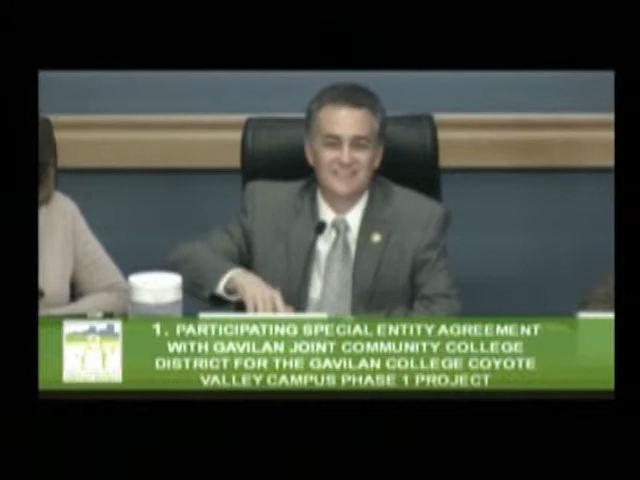 1. PARTICIPATING SPECIAL ENTITY AGREEMENT
WITH GAVILAN JOINT COMMUNITY COLLEGE
DISTRICT FOR THE GAVILAN COLLEGE COYOTE
VALLEY CAMPUS PHASE 1 PROJECT